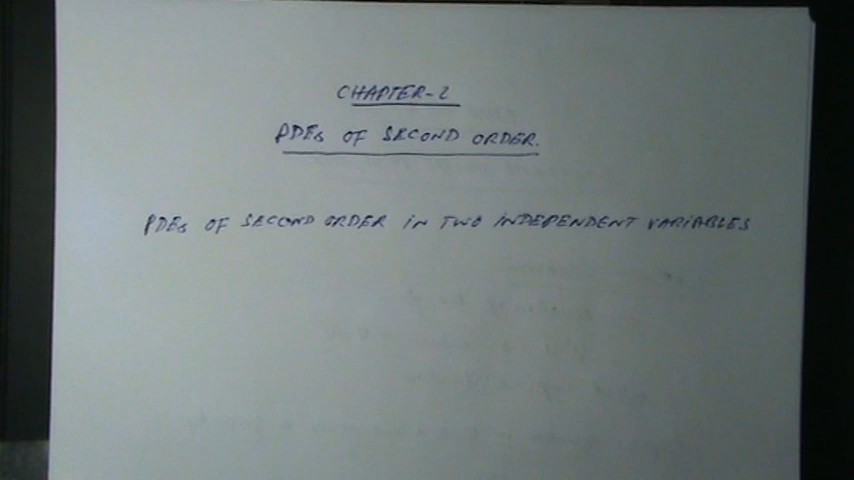 CHAPTER-2
PDEs OF SECOND ORDER.
PDEs OF SECOND ORDER IN TWO INDEPENDENT VARIABLES